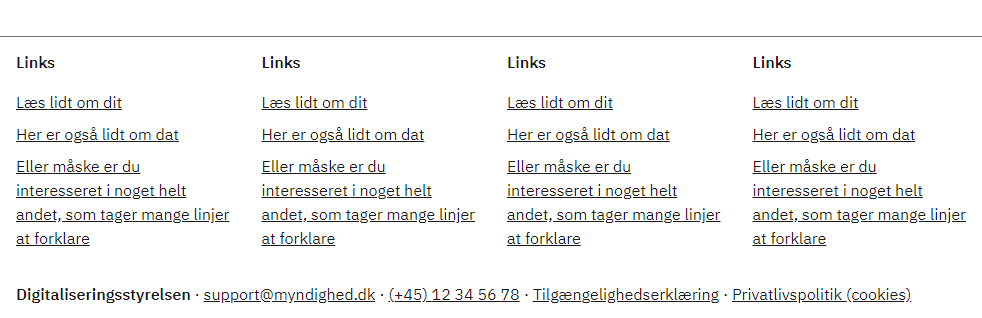 Links
Læs lidt om dit
Her er også lidt om dat
Eller måske er du
interesseret i noget helt
andet, som tager mange linjer
at forklare
Links
Læs lidt om dit
Her er også lidt om dat
Eller måske er du
interesseret i noget helt
andet, som tager mange linjer
at forklare
Links
Læs lidt om dit
Her er også lidt om dat
Eller måske er du
interesseret i noget helt
andet, som tager mange linjer
at forklare
Links
Læs lidt om dit
Her er også lidt om dat
Eller måske er du
interesseret i noget helt
andet, som tager mange linjer
at forklare
Digitaliseringsstyrelsen · support@myndighed.dk · (+45) 12 34 56 78 · Tilgængelighedserklæring · Privatlivspolitik (cookies)